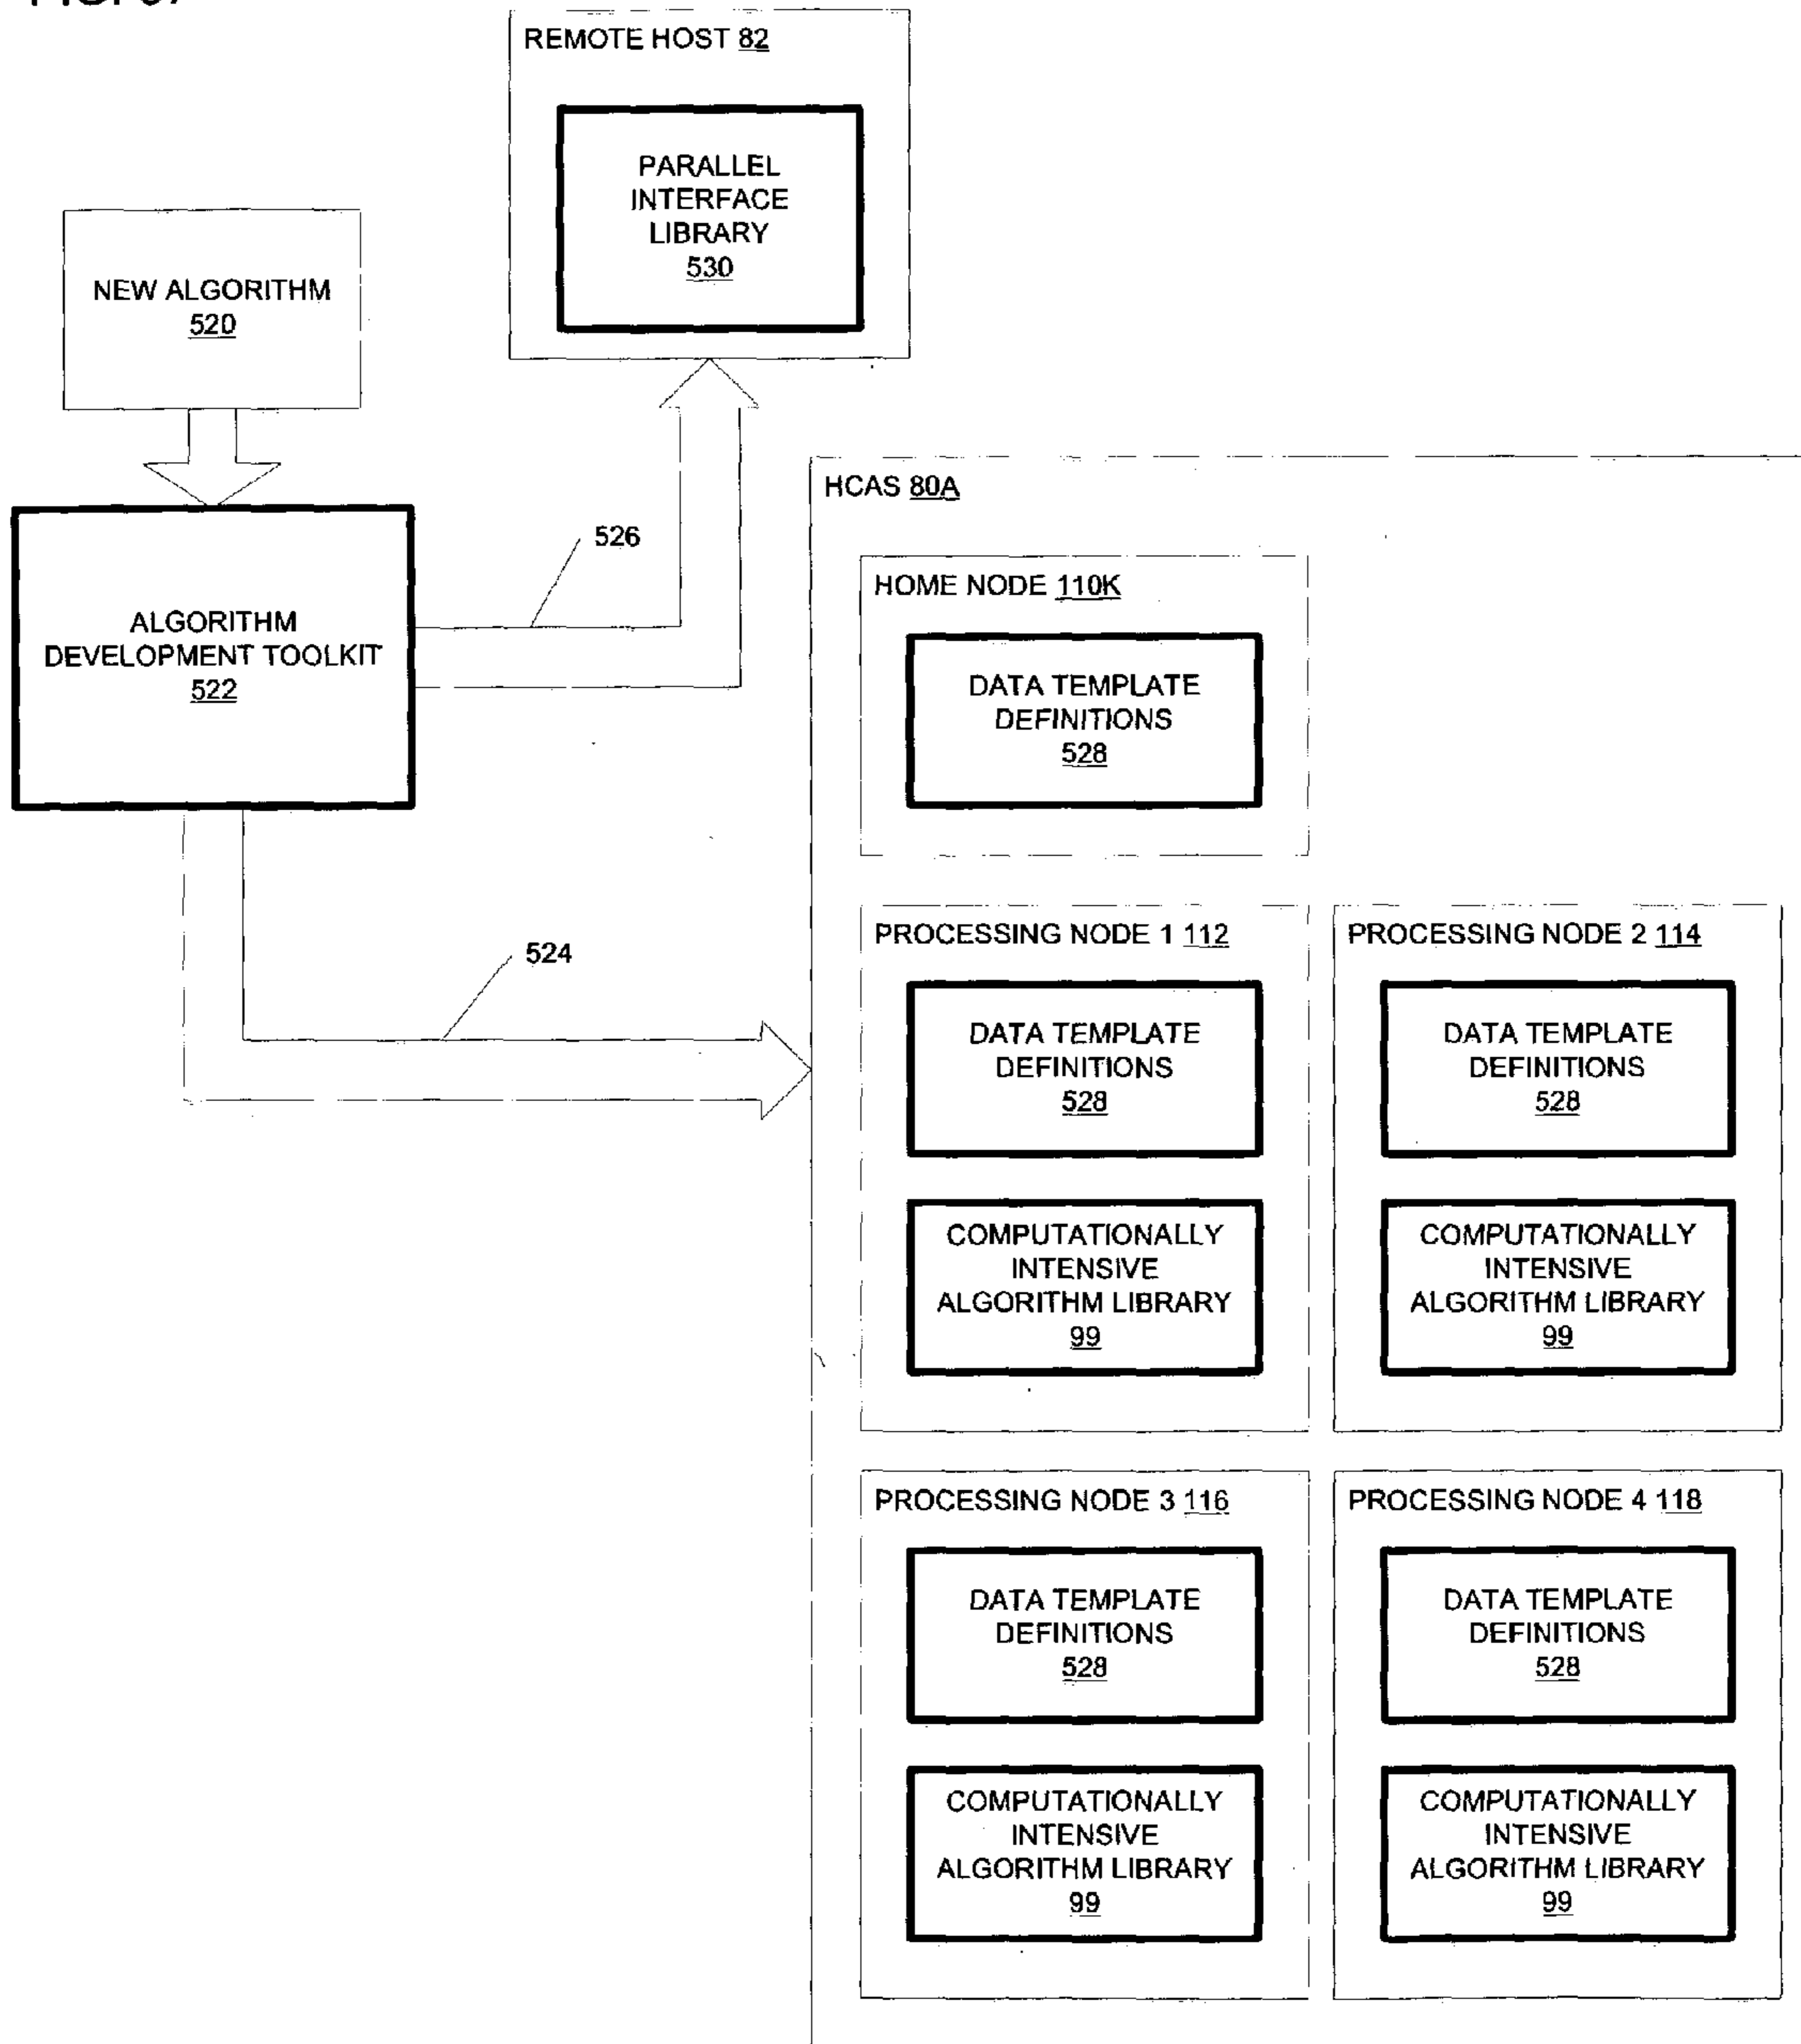 REMOTE HOST 82
PARALLEL
INTERFACE
LIBRARY
530
NEW ALGORITHM
520
HCAS 80A
526
HOME NODE 110K
ALGORITHM
DEVELOPMENT TOOLKIT
522
DATA TEMPLATE
DEFINITIONS
528
524
PROCESSING NODE 1 112
DATA TEMPLATE
DEFINITIONS
528
COMPUTATIONALLY
INTENSIVE
ALGORITHM LIBRARY
99
PROCESSING NODE 2 114
DATA TEMPLATE
DEFINITIONS
528
COMPUTATIONALLY
INTENSIVE
ALGORITHM LIBRARY
99
PROCESSING NODE 3 116
DATA TEMPLATE
DEFINITIONS
528
COMPUTATIONALLY
INTENSIVE
ALGORITHM LIBRARY
99
PROCESSING NODE 4 118
DATA TEMPLATE
DEFINITIONS
528
COMPUTATIONALLY
INTENSIVE
ALGORITHM LIBRARY
99